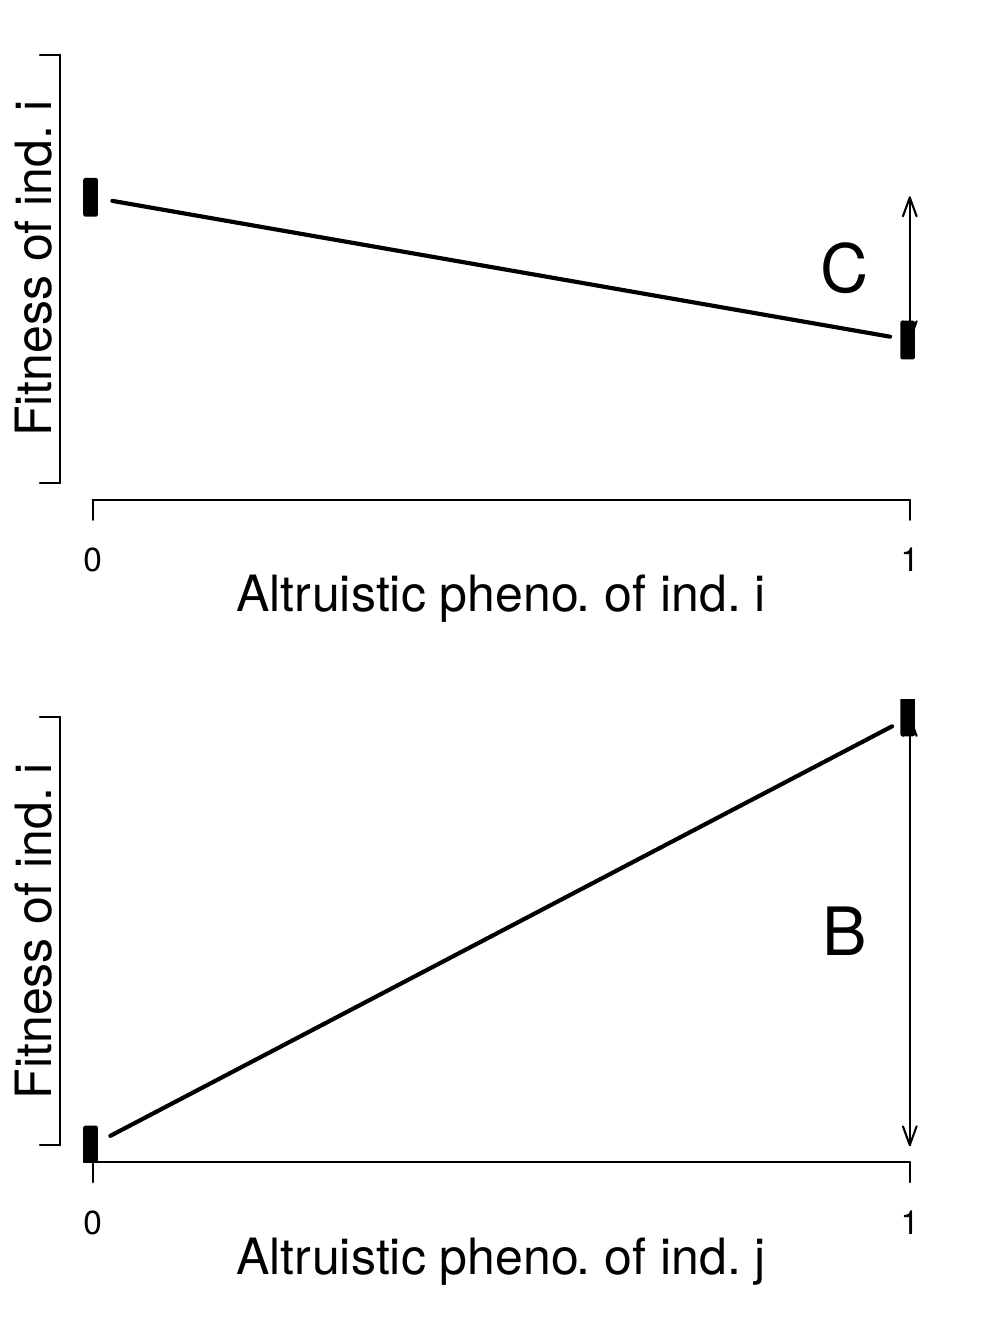 Fitness of ind. i
C
0 1
Altruistic pheno. of ind. i
Fitness of ind. i
B
0 1
Altruistic pheno. of ind. j